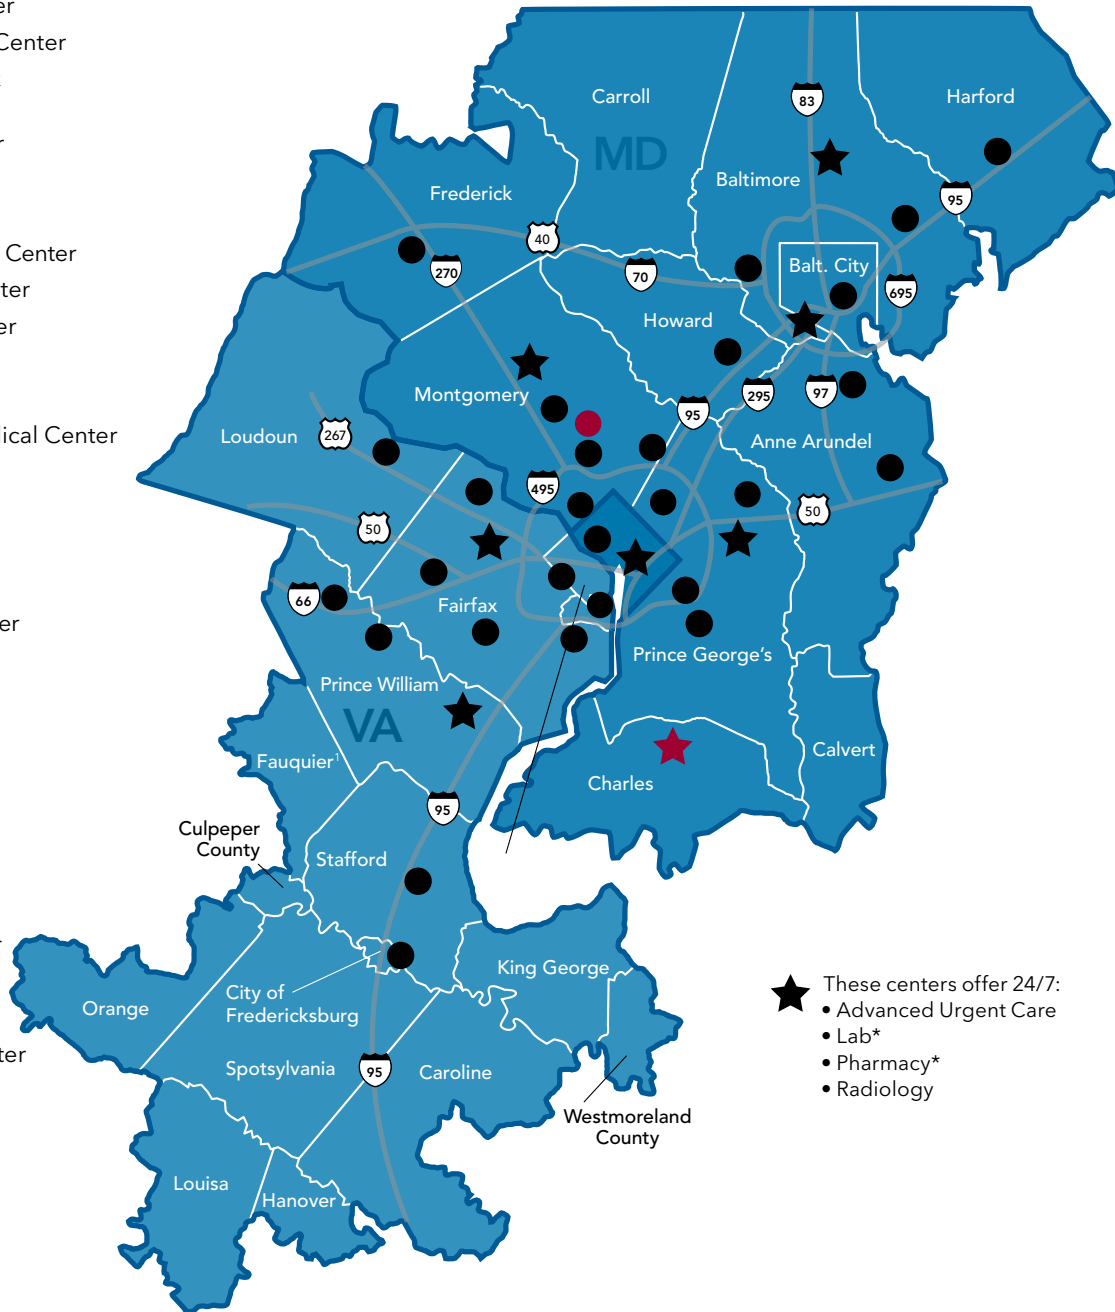 er
Center
r
Center
ter
er
dical Center
er
ter
Carroll
83
Harford
MD
Baltimore
Frederick
95
40
Balt. City
270
70
695
Howard
Montgomery
295
97
95
Loudoun
267
Anne Arundel
495
50
50
66
Fairfax
Prince George's
Prince William
VA
Calvert
Fauquier1
Charles
95
Culpeper
County
Stafford
King George
City of
Fredericksburg
Orange
Spotsylvania
95
Caroline
Westmoreland
County
Louisa
Hanover
These centers offer 24/7:
• Advanced Urgent Care
• Lab*
• Pharmacy*
• Radiology